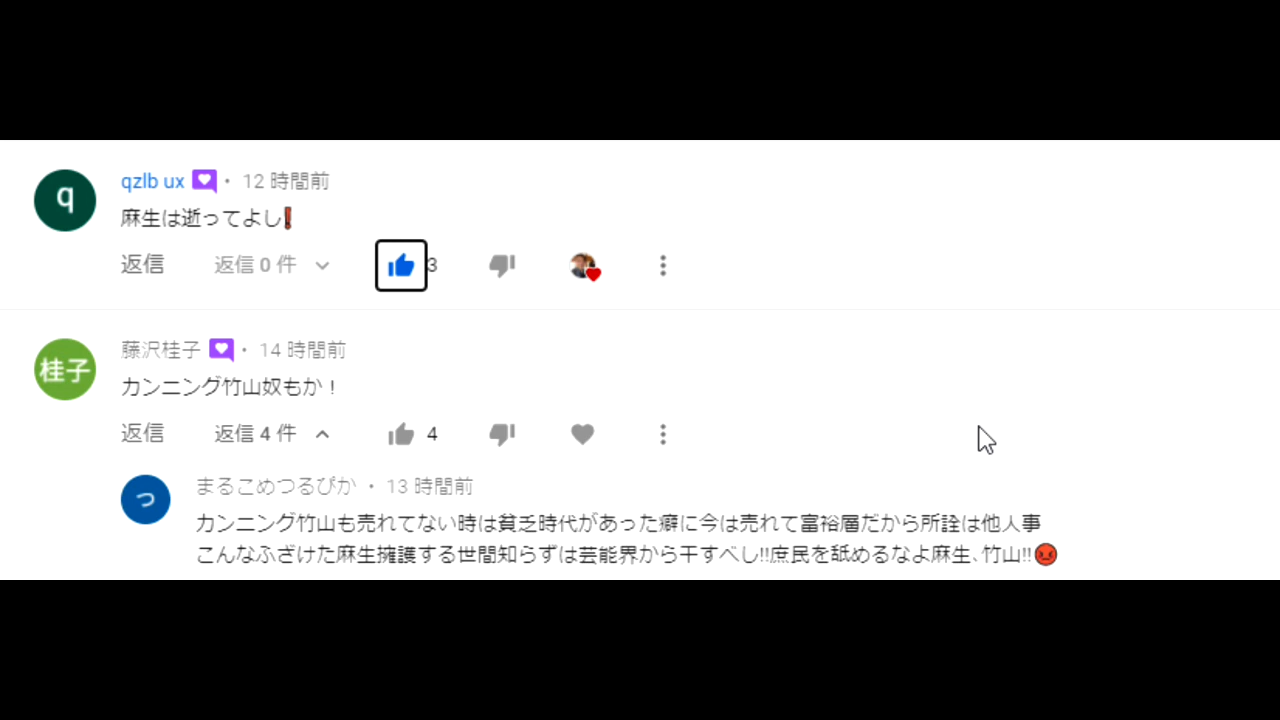 q
qzlb ux ・ 12 時間前
麻生は逝ってよし❗
返信 返信 0 件 3
桂子
藤沢桂子 ・ 14 時間前
カンニング竹山奴もか！
返信 返信 4 件 4
つ
まるこめつるぴか ・ 13 時間前
カンニング竹山も売れてない時は貧乏時代があった癖に今は売れて富裕層だから所詮は他人事
こんなふざけた麻生擁護する世間知らずは芸能界から干すべし!!庶民を舐めるなよ麻生､竹山!!😡